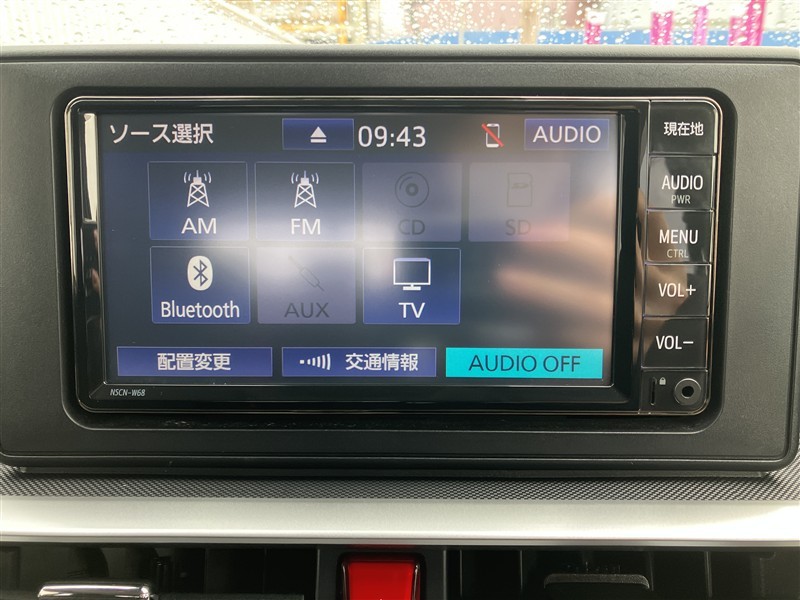 ソース選択
09:43
AUDIO
AM
FM
CD
SD
Bluetooth
AUX
TV
配置変更
交通情報
AUDIO OFF
現在地
AUDIO
PWR
MENU
CTRL
VOL+
VOL−
NSCN-W68